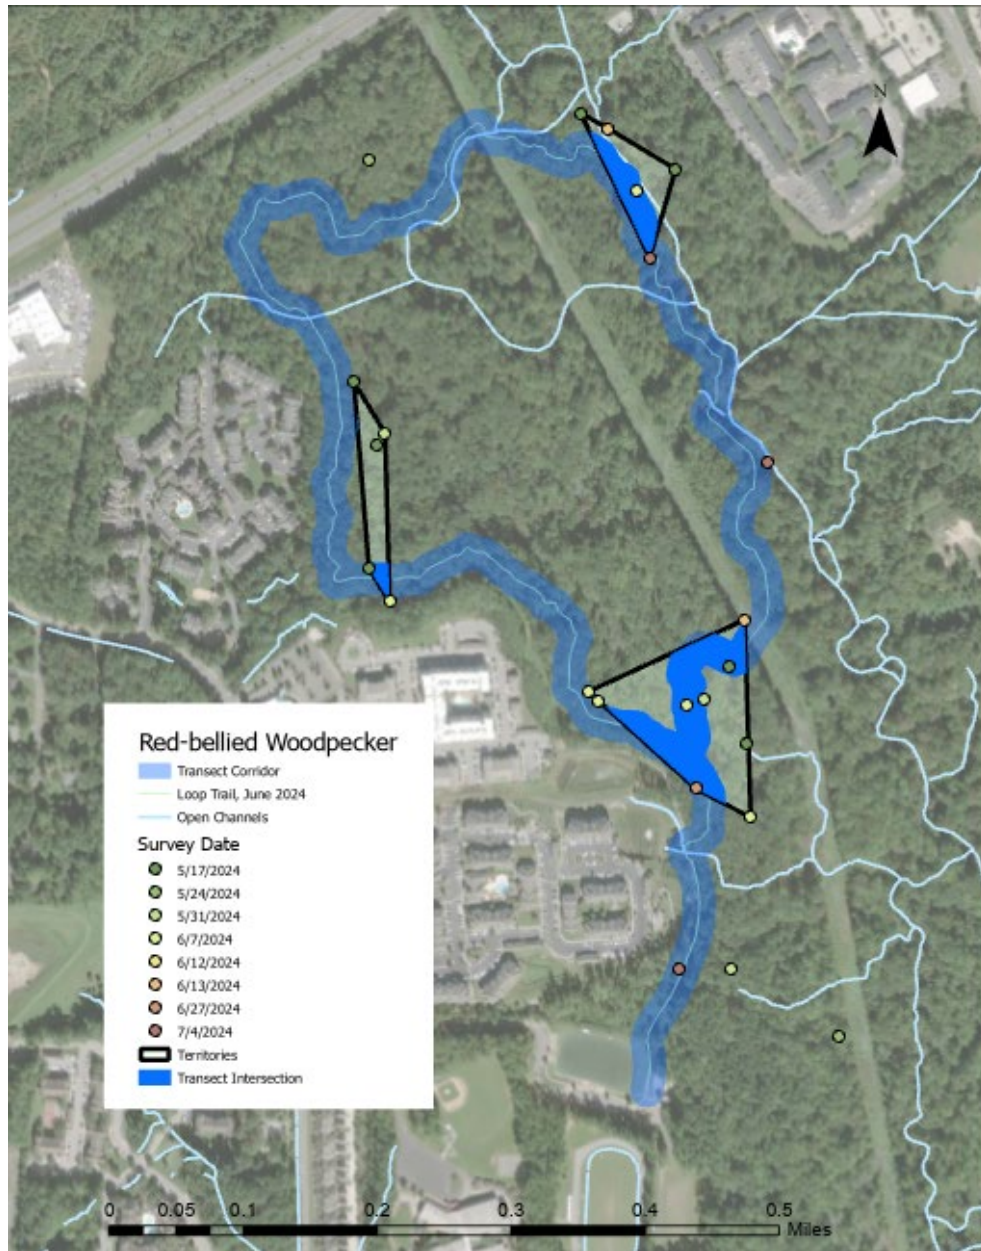 N
Red-bellied Woodpecker
Transect Corridor
Loop Trail, June 2024
Open Channels
Survey Date
5/17/2024
5/24/2024
5/31/2024
6/7/2024
6/12/2024
6/13/2024
6/27/2024
7/4/2024
Territories
Transect Intersection
0 0.05 0.2 0.3 0.4 0.5
Miles